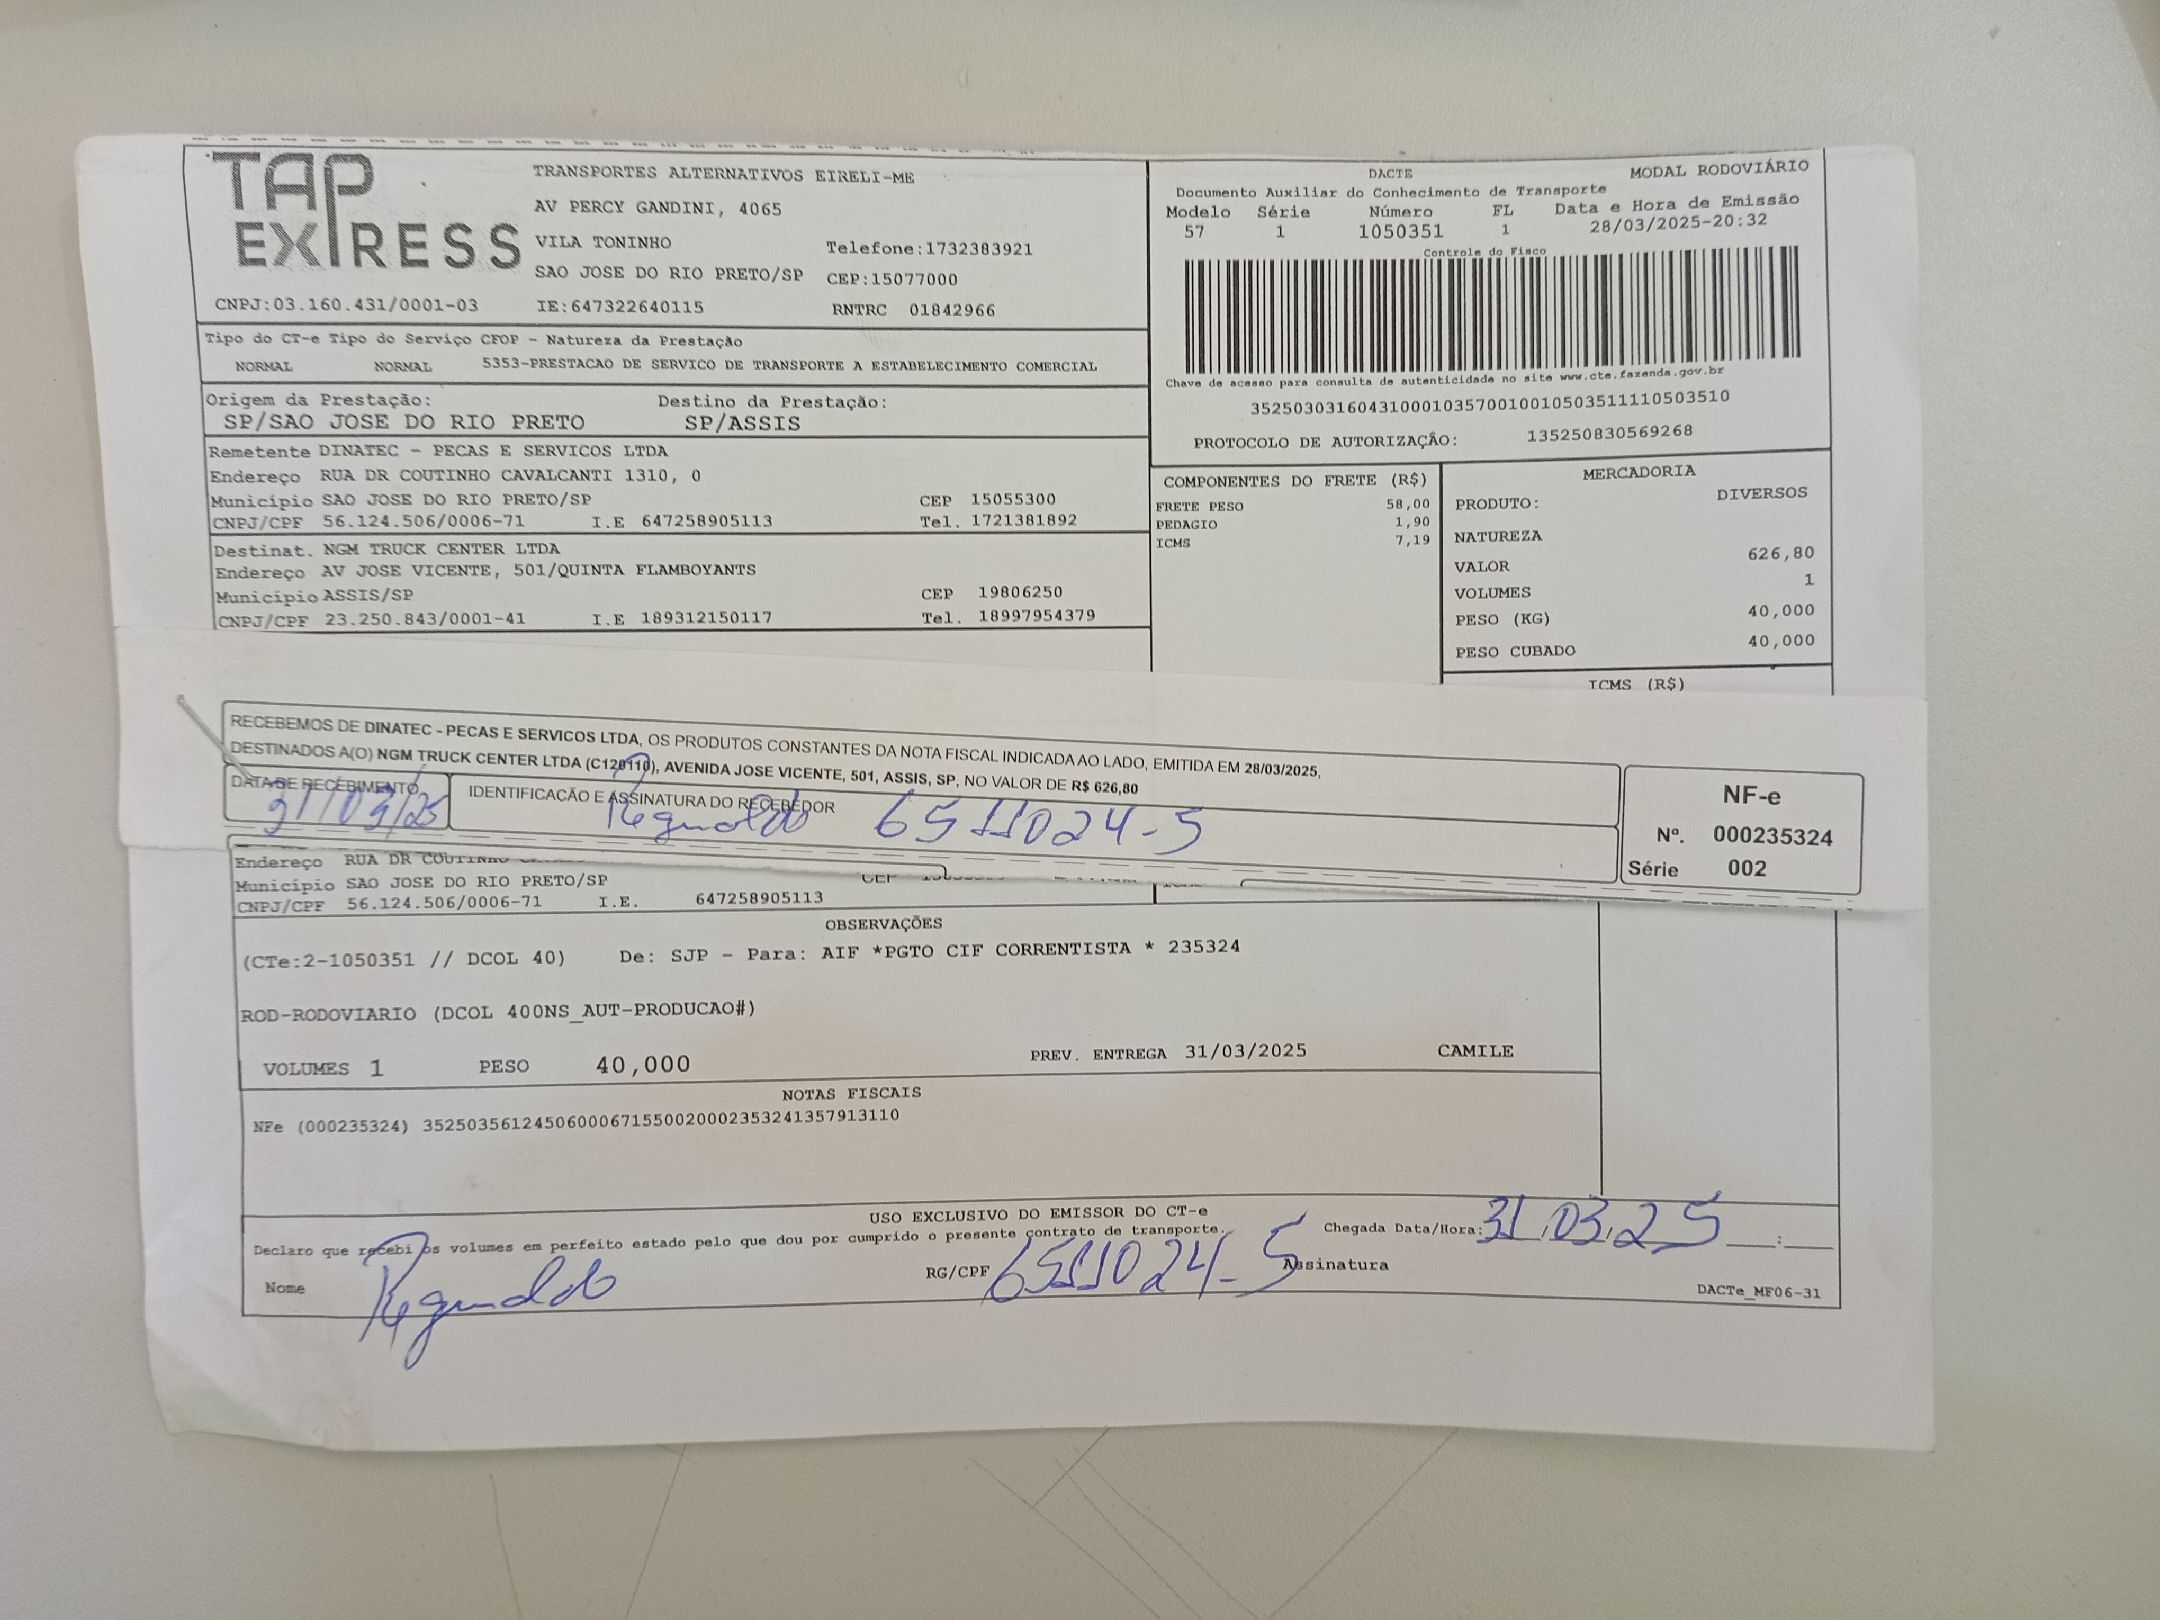 TAP EXPRESS
TRANSPORTES ALTERNATIVOS EIRELI-ME
AV PERCY GANDINI, 4065
VILA TONINHO
Telefone:1732383921
SAO JOSE DO RIO PRETO/SP CEP:15077000
CNPJ:03.160.431/0001-03 IE:647322640115 RNTRC 01842966
DACTE MODAL RODOVIÁRIO
Documento Auxiliar do Conhecimento de Transporte
Modelo Série Número FL Data e Hora de Emissão
57 1 1050351 1 28/03/2025-20:32
Controle do Fisco
Chave de acesso para consulta de autenticidade no site www.cte.fazenda.gov.br
35250303160431000103570010010503511110503510
PROTOCOLO DE AUTORIZAÇÃO: 135250830569268
Tipo do CT-e Tipo do Serviço CFOP - Natureza da Prestação
NORMAL NORMAL 5353-PRESTACAO DE SERVICO DE TRANSPORTE A ESTABELECIMENTO COMERCIAL
Origem da Prestação: Destino da Prestação:
SP/SAO JOSE DO RIO PRETO SP/ASSIS
Remetente DINATEC - PECAS E SERVICOS LTDA
Endereço RUA DR COUTINHO CAVALCANTI 1310, 0
Município SAO JOSE DO RIO PRETO/SP CEP 15055300
CNPJ/CPF 56.124.506/0006-71 I.E 647258905113 Tel. 1721381892
Destinat. NGM TRUCK CENTER LTDA
Endereço AV JOSE VICENTE, 501/QUINTA FLAMBOYANTS
Município ASSIS/SP CEP 19806250
CNPJ/CPF 23.250.843/0001-41 I.E 189312150117 Tel. 18997954379
COMPONENTES DO FRETE (R$)
FRETE PESO 58,00
PEDAGIO 1,90
ICMS 7,19
MERCADORIA
PRODUTO: DIVERSOS
NATUREZA
VALOR 626,80
VOLUMES 1
PESO (KG) 40,000
PESO CUBADO 40,000
ICMS (R$)
RECEBEMOS DE DINATEC - PECAS E SERVICOS LTDA, OS PRODUTOS CONSTANTES DA NOTA FISCAL INDICADA AO LADO, EMITIDA EM 28/03/2025,
DESTINADOS A(O) NGM TRUCK CENTER LTDA (C120110), AVENIDA JOSE VICENTE, 501, ASSIS, SP, NO VALOR DE R$ 626,80
DATA DE RECEBIMENTO IDENTIFICAÇÃO E ASSINATURA DO RECEBEDOR
31/03/25 Reginaldo 6511024-5
NF-e
Nº. 000235324
Série 002
Endereço RUA DR COUTINHO
Município SAO JOSE DO RIO PRETO/SP CEP
CNPJ/CPF 56.124.506/0006-71 I.E. 647258905113
OBSERVAÇÕES
(CTe:2-1050351 // DCOL 40) De: SJP - Para: AIF *PGTO CIF CORRENTISTA * 235324
ROD-RODOVIARIO (DCOL 400NS_AUT-PRODUCAO#)
VOLUMES 1 PESO 40,000 PREV. ENTREGA 31/03/2025 CAMILE
NOTAS FISCAIS
NFe (000235324) 35250356124506000671550020002353241357913110
USO EXCLUSIVO DO EMISSOR DO CT-e
Declaro que recebi os volumes em perfeito estado pelo que dou por cumprido o presente contrato de transporte. Chegada Data/Hora: 31.03.25 :
Nome Reginaldo RG/CPF 6511024-5 Assinatura
DACTe_MF06-31